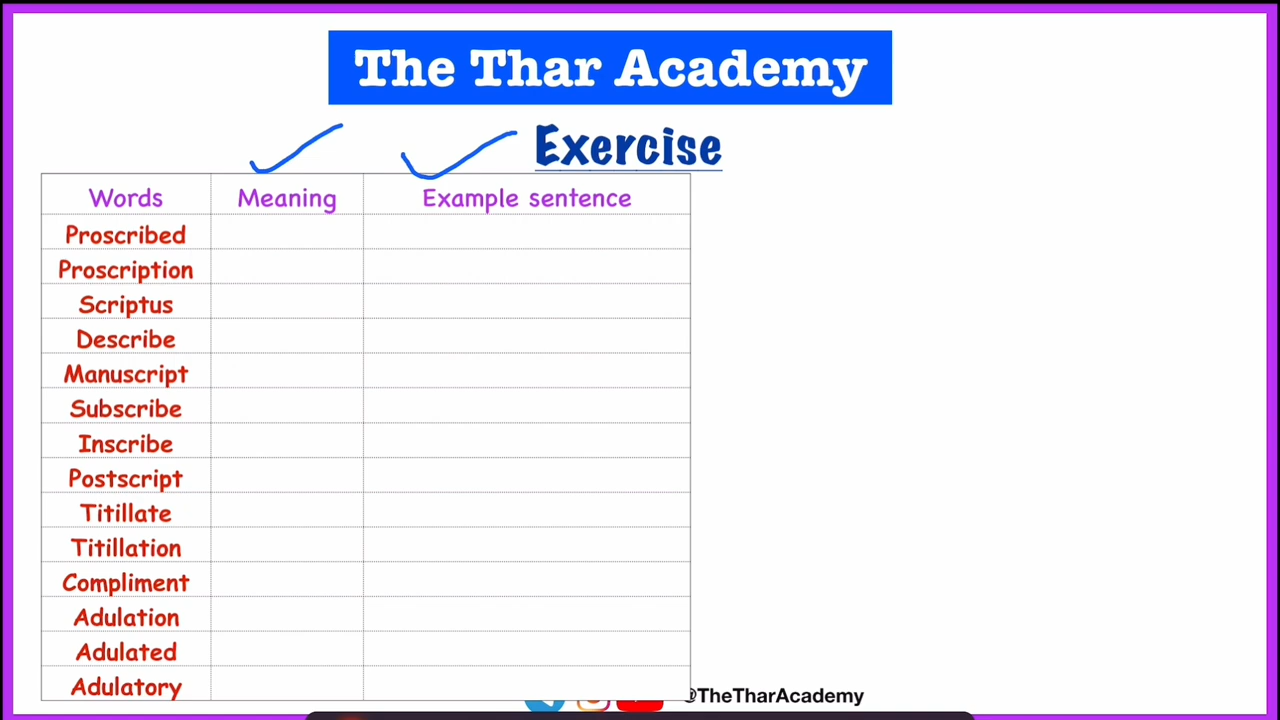 The Thar Academy
Exercise
Words Meaning Example sentence
Proscribed
Proscription
Scriptus
Describe
Manuscript
Subscribe
Inscribe
Postscript
Titillate
Titillation
Compliment
Adulation
Adulated
Adulatory
@TheTharAcademy